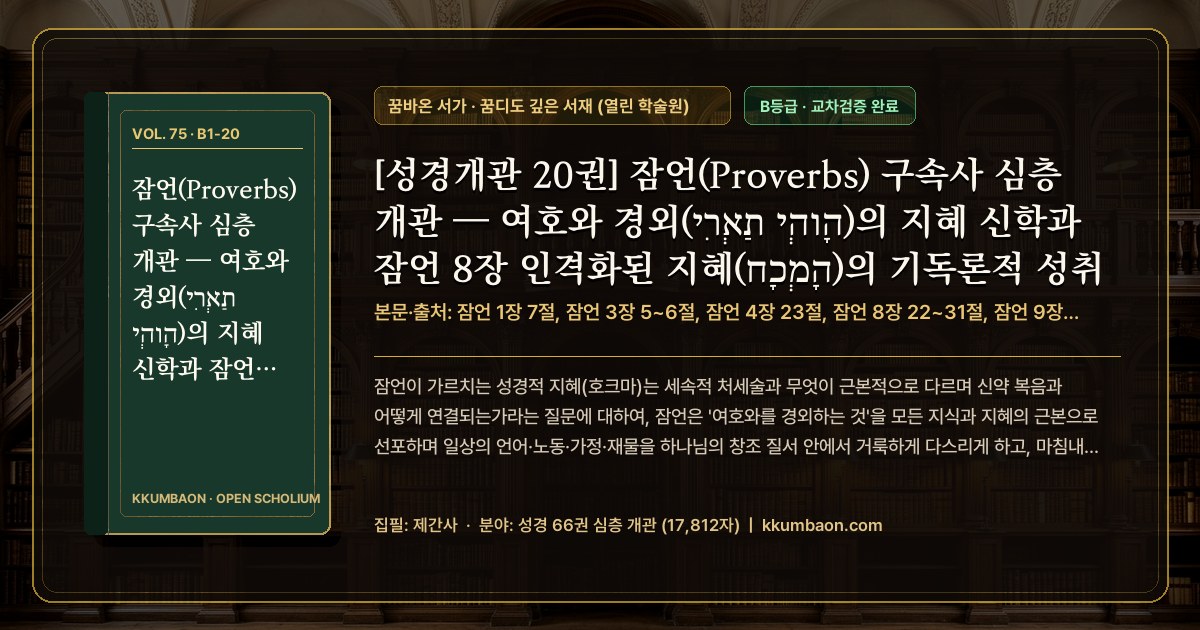 꿈바온 서가 · 꿈디도 깊은 서재 (열린 학술원)
B등급 · 교차검증 완료
VOL. 75 · B1-20
잠언(Proverbs)
구속사 심층
개관 — 여호와
경외(יִרְאַת
יְהוָה)의 지혜
신학과 잠언…
KKUMBAON · OPEN SCHOLIUM
[성경개관 20권] 잠언(Proverbs) 구속사 심층
개관 — 여호와 경외(יִרְאַת יְהוָה)의 지혜 신학과
잠언 8장 인격화된 지혜(חָכְמָה)의 기독론적 성취
본문·출처: 잠언 1장 7절, 잠언 3장 5~6절, 잠언 4장 23절, 잠언 8장 22~31절, 잠언 9장...
잠언이 가르치는 성경적 지혜(호크마)는 세속적 처세술과 무엇이 근본적으로 다르며 신약 복음과
어떻게 연결되는가라는 질문에 대하여, 잠언은 '여호와를 경외하는 것'을 모든 지식과 지혜의 근본으로
선포하며 일상의 언어·노동·가정·재물을 하나님의 창조 질서 안에서 거룩하게 다스리게 하고, 마침내...
집필: 제간사 · 분야: 성경 66권 심층 개관 (17,812자) | kkumbaon.com